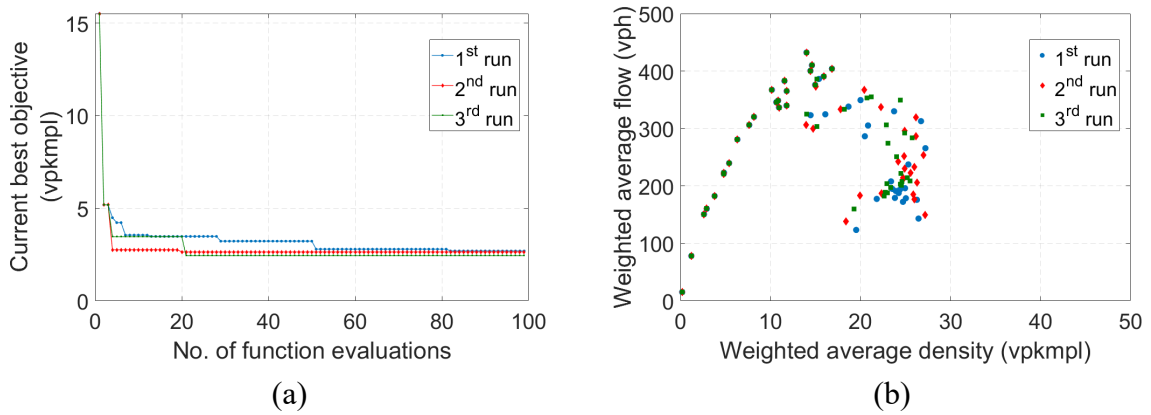 15
10
5
0
0
20
40
60
80
100
Current best objective
(vpkmpl)
No. of function evaluations
1st run
2nd run
3rd run
(a)
500
400
300
200
100
0
0
10
20
30
40
50
Weighted average flow (vph)
Weighted average density (vpkmpl)
1st run
2nd run
3rd run
(b)